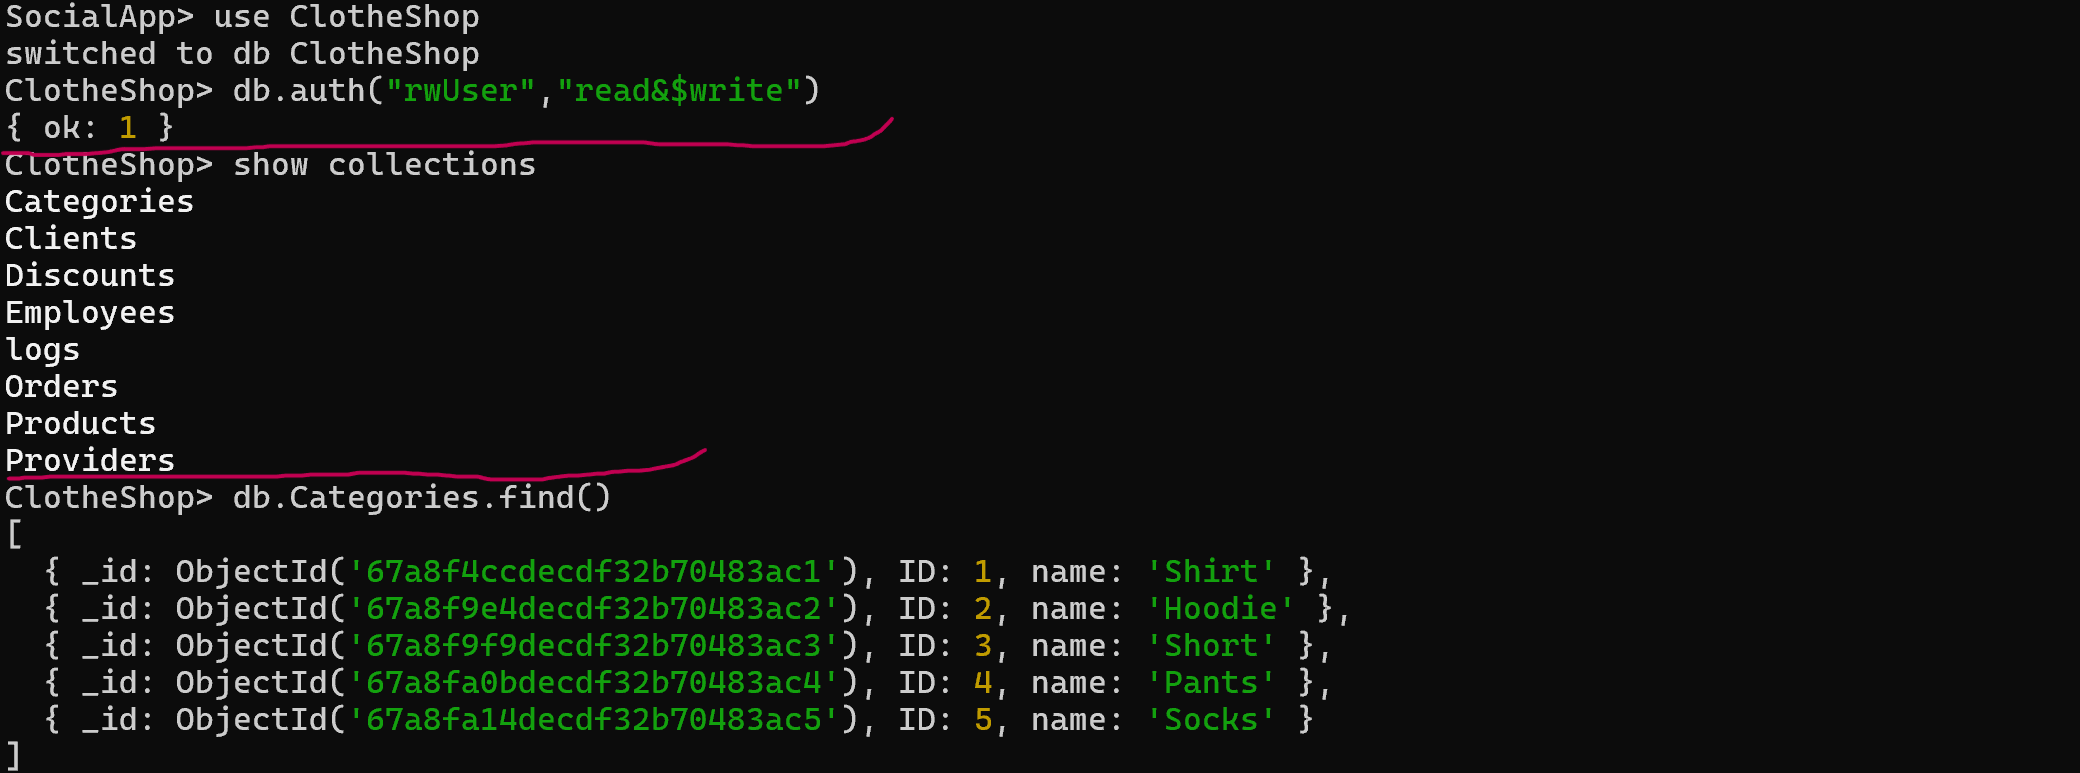 SocialApp> use ClotheShop
switched to db ClotheShop
ClotheShop> db.auth("rwUser","read&$write")
{ ok: 1 }
ClotheShop> show collections
Categories
Clients
Discounts
Employees
logs
Orders
Products
Providers
ClotheShop> db.Categories.find()
[
  { _id: ObjectId('67a8f4ccdecdf32b70483ac1'), ID: 1, name: 'Shirt' },
  { _id: ObjectId('67a8f9e4decdf32b70483ac2'), ID: 2, name: 'Hoodie' },
  { _id: ObjectId('67a8f9f9decdf32b70483ac3'), ID: 3, name: 'Short' },
  { _id: ObjectId('67a8fa0bdecdf32b70483ac4'), ID: 4, name: 'Pants' },
  { _id: ObjectId('67a8fa14decdf32b70483ac5'), ID: 5, name: 'Socks' }
]